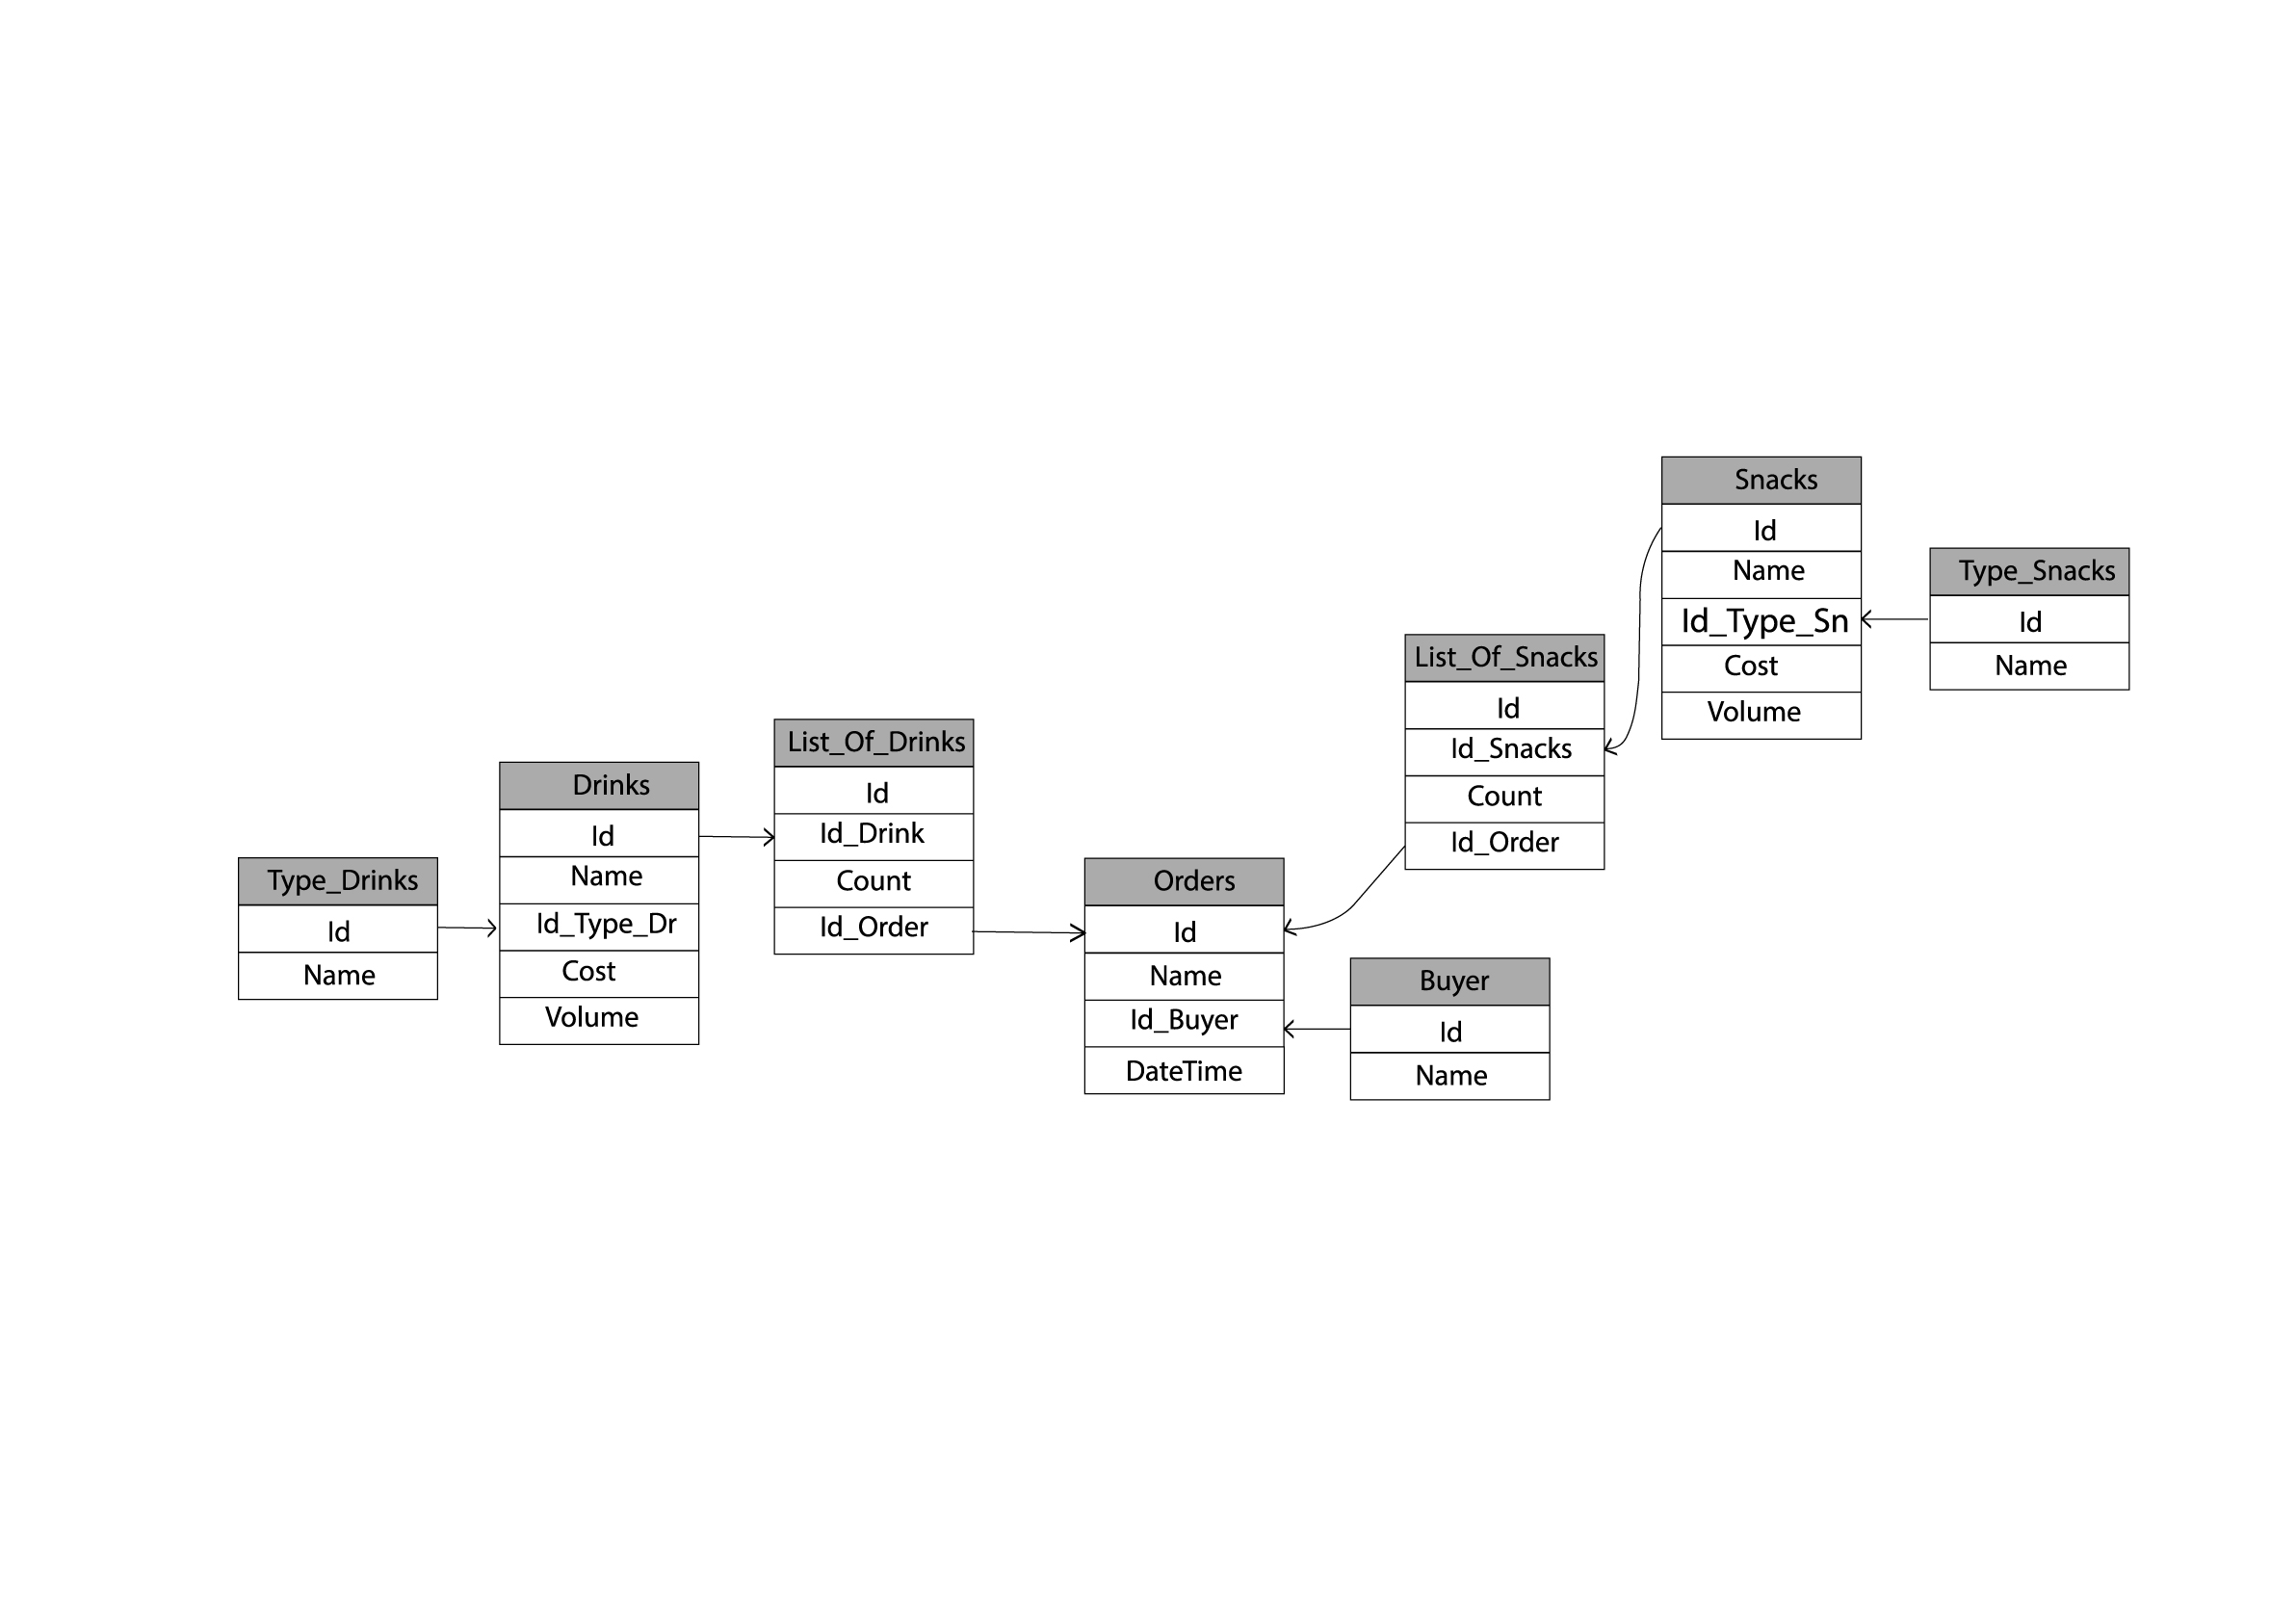 Type_Drinks
Id
Name
Drinks
Id
Name
Id_Type_Dr
Cost
Volume
List_Of_Drinks
Id
Id_Drink
Count
Id_Order
Orders
Id
Name
Id_Buyer
DateTime
Buyer
Id
Name
List_Of_Snacks
Id
Id_Snacks
Count
Id_Order
Snacks
Id
Name
Id_Type_Sn
Cost
Volume
Type_Snacks
Id
Name